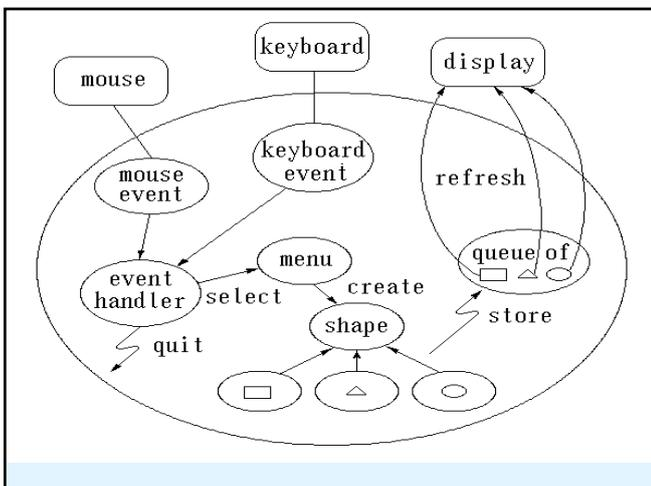 keyboard
mouse
display
keyboard
event
mouse
event
refresh
queue of
menu
event
handler
select
create
store
shape
quit